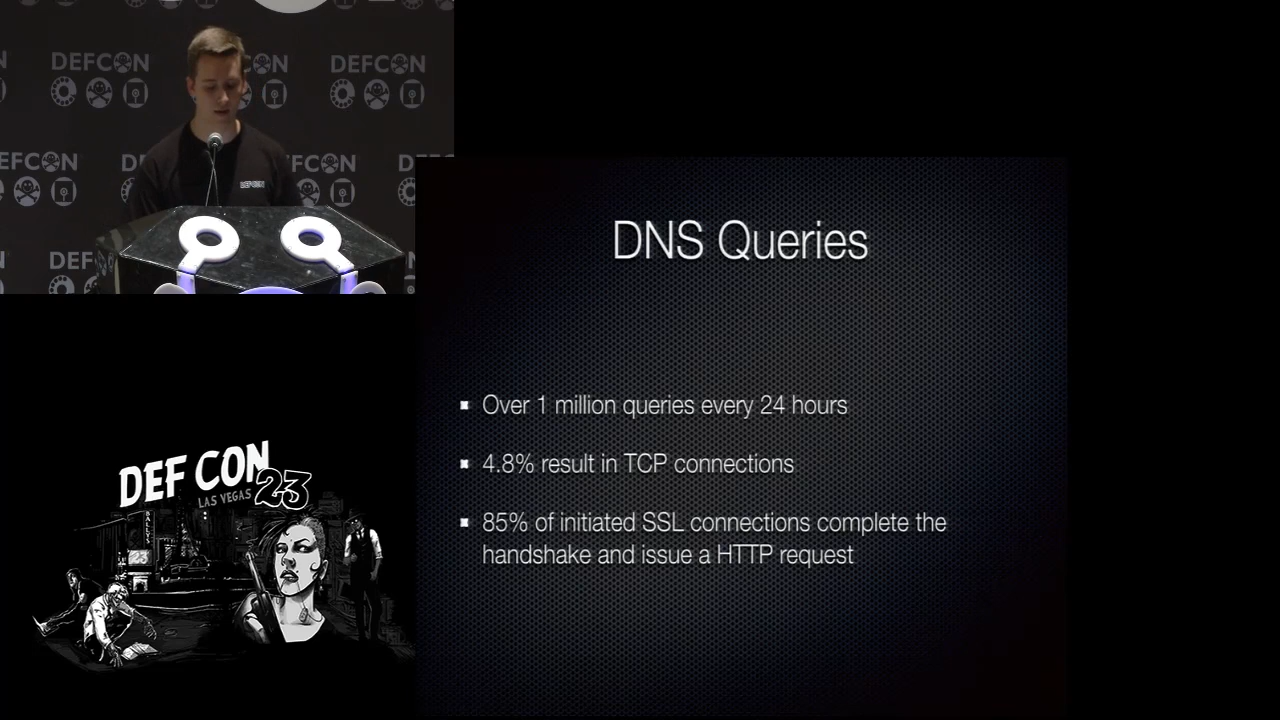 DEFCON
DEFCON
DEFCON
DEFCON
DEF CON
LAS VEGAS 23
BALLYS
DNS Queries
Over 1 million queries every 24 hours
4.8% result in TCP connections
85% of initiated SSL connections complete the
handshake and issue a HTTP request